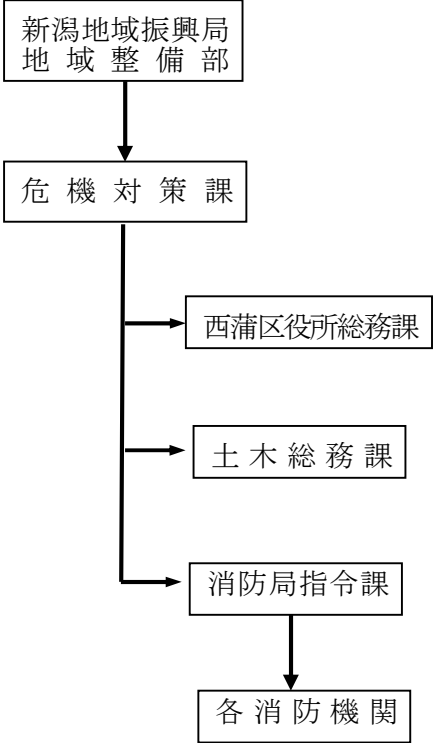 新潟地域振興局
地域整備部
危機対策課
西蒲区役所総務課
土木総務課
消防局指令課
各消防機関